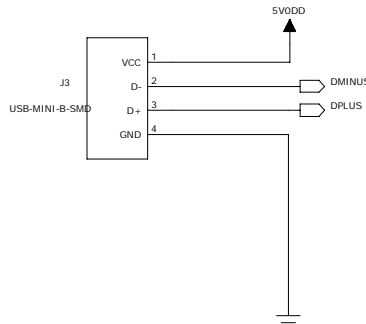 5V0DD
VCC 1
J3
D- 2
DMINUS
USB-MINI-B-SMD
D+ 3
DPLUS
GND 4